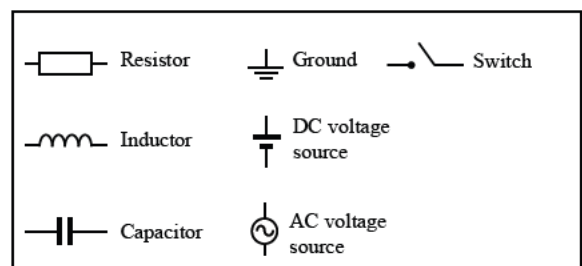 Resistor
Ground
Switch
Inductor
DC voltage
source
Capacitor
AC voltage
source